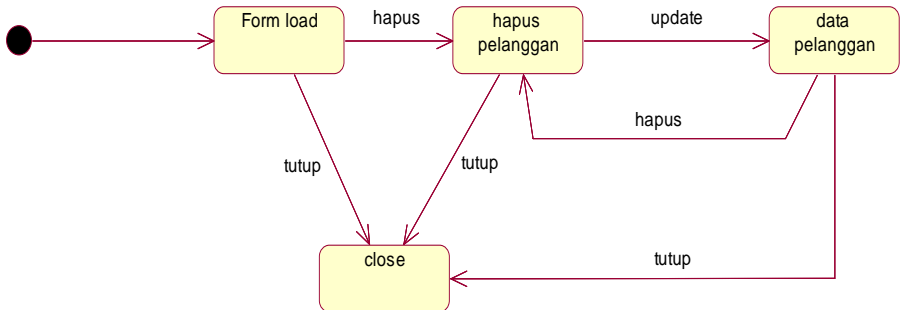 Form load
hapus
hapus
pelanggan
update
data
pelanggan
hapus
tutup
tutup
close
tutup